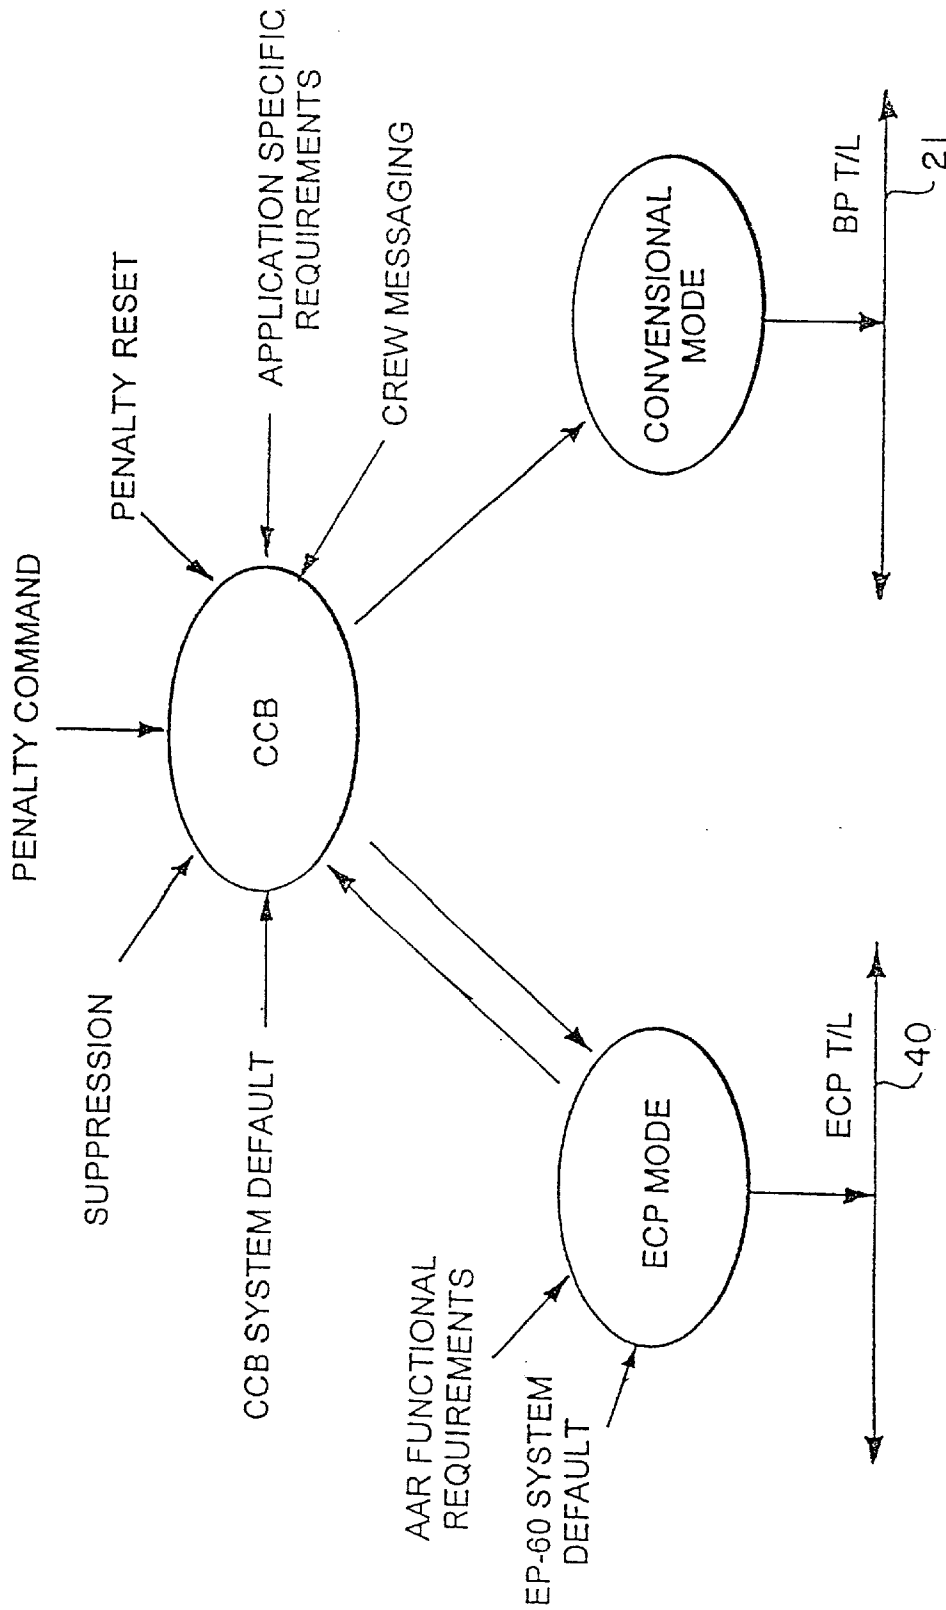 PENALTY COMMAND
SUPPRESSION
PENALTY RESET
CCB SYSTEM DEFAULT
CCB
APPLICATION SPECIFIC
REQUIREMENTS
CREW MESSAGING
AAR FUNCTIONAL
REQUIREMENTS
EP-60 SYSTEM
DEFAULT
ECP MODE
CONVENSIONAL
MODE
ECP T/L
40
BP T/L
21